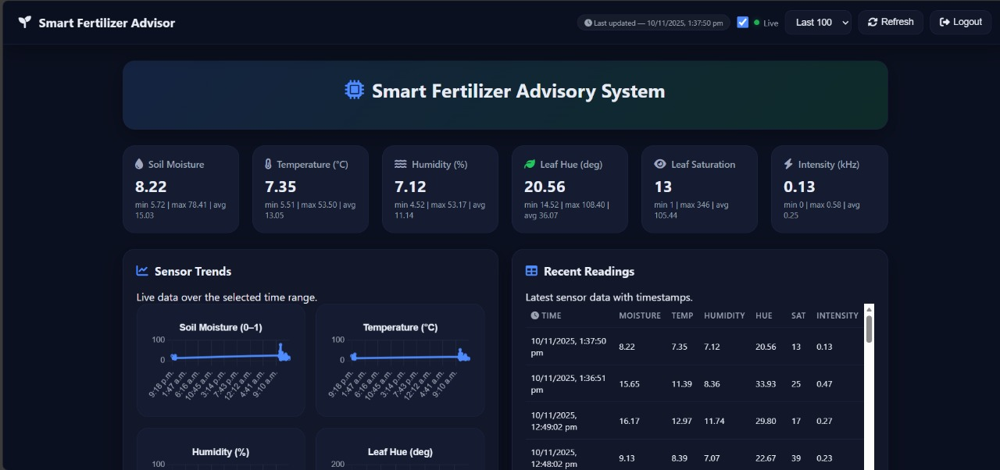 Smart Fertilizer Advisor
Last updated — 10/11/2025, 1:37:50 pm
Live
Last 100
Refresh
Logout
Smart Fertilizer Advisory System
Soil Moisture
8.22
min 5.72 | max 78.41 | avg
15.03
Temperature (°C)
7.35
min 5.51 | max 53.50 | avg
13.05
Humidity (%)
7.12
min 4.52 | max 53.17 | avg
11.14
Leaf Hue (deg)
20.56
min 14.52 | max 108.40 |
avg 36.07
Leaf Saturation
13
min 1 | max 346 | avg
105.44
Intensity (kHz)
0.13
min 0 | max 0.58 | avg
0.25
Sensor Trends
Live data over the selected time range.
Soil Moisture (0–1)
100
0
9:18 p.m.
1:47 a.m.
6:16 a.m.
10:45 a.m.
3:14 p.m.
7:43 p.m.
12:12 a.m.
4:41 a.m.
9:10 a.m.
Temperature (°C)
100
0
9:18 p.m.
1:47 a.m.
6:16 a.m.
10:45 a.m.
3:14 p.m.
7:43 p.m.
12:12 a.m.
4:41 a.m.
9:10 a.m.
Humidity (%)
100
Leaf Hue (deg)
200
Recent Readings
Latest sensor data with timestamps.
TIME MOISTURE TEMP HUMIDITY HUE SAT INTENSITY
10/11/2025, 1:37:50
pm
8.22 7.35 7.12 20.56 13 0.13
10/11/2025, 1:36:51
pm
15.65 11.39 8.36 33.93 25 0.47
10/11/2025,
12:49:02 pm
16.17 12.97 11.74 29.80 17 0.27
10/11/2025,
12:48:02 pm
9.13 8.39 7.07 22.67 39 0.23